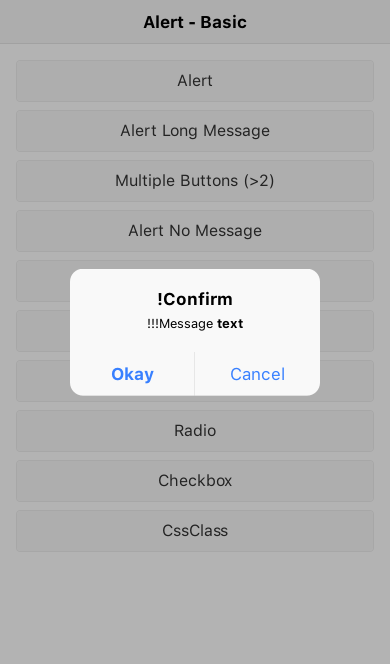 Alert - Basic
Alert
Alert Long Message
Multiple Buttons (>2)
Alert No Message
!Confirm
!!!Message text
Okay
Cancel
Radio
Checkbox
CssClass